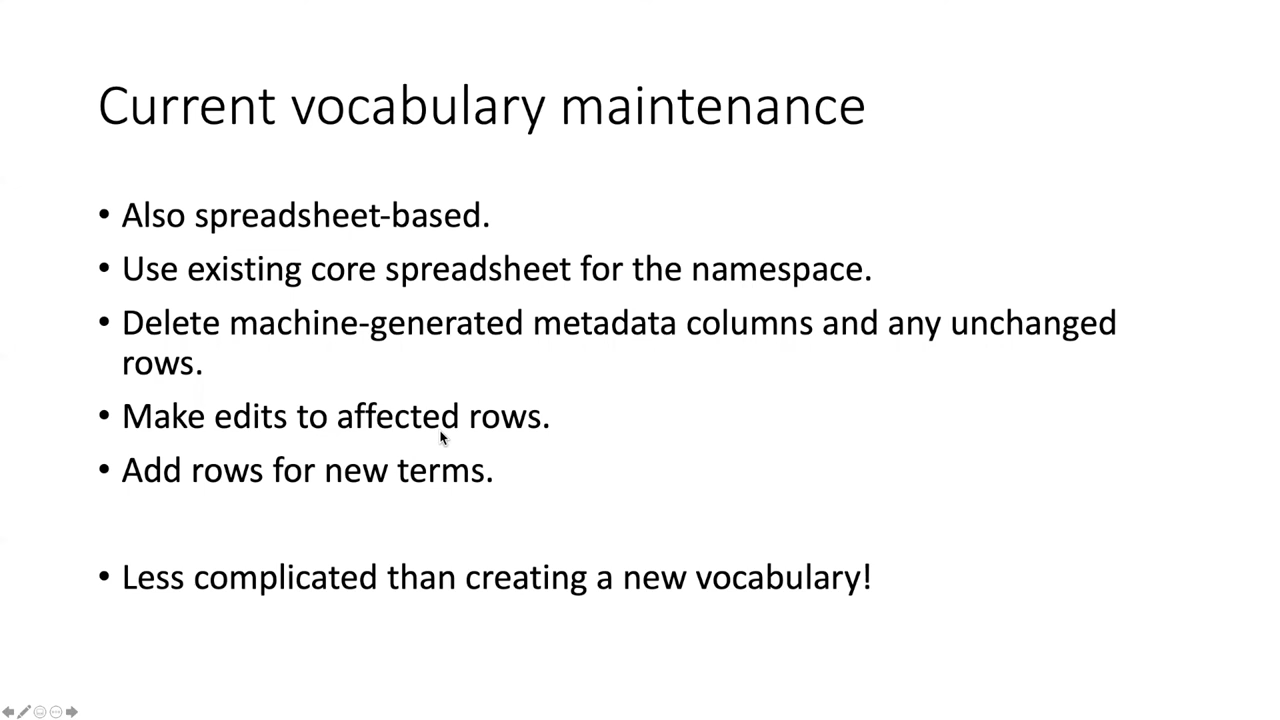 Current vocabulary maintenance
• Also spreadsheet-based.
• Use existing core spreadsheet for the namespace.
• Delete machine-generated metadata columns and any unchanged
rows.
• Make edits to affected rows.
• Add rows for new terms.
• Less complicated than creating a new vocabulary!